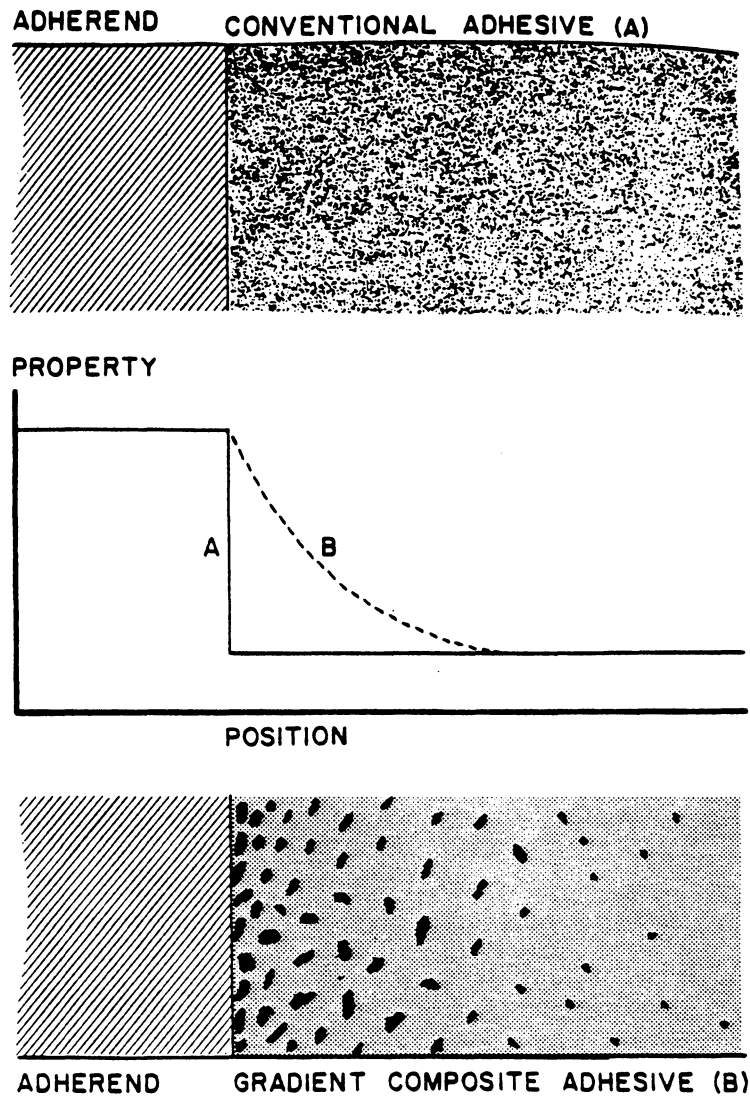 ADHEREND CONVENTIONAL ADHESIVE (A)
PROPERTY
A B
POSITION
ADHEREND GRADIENT COMPOSITE ADHESIVE (B)